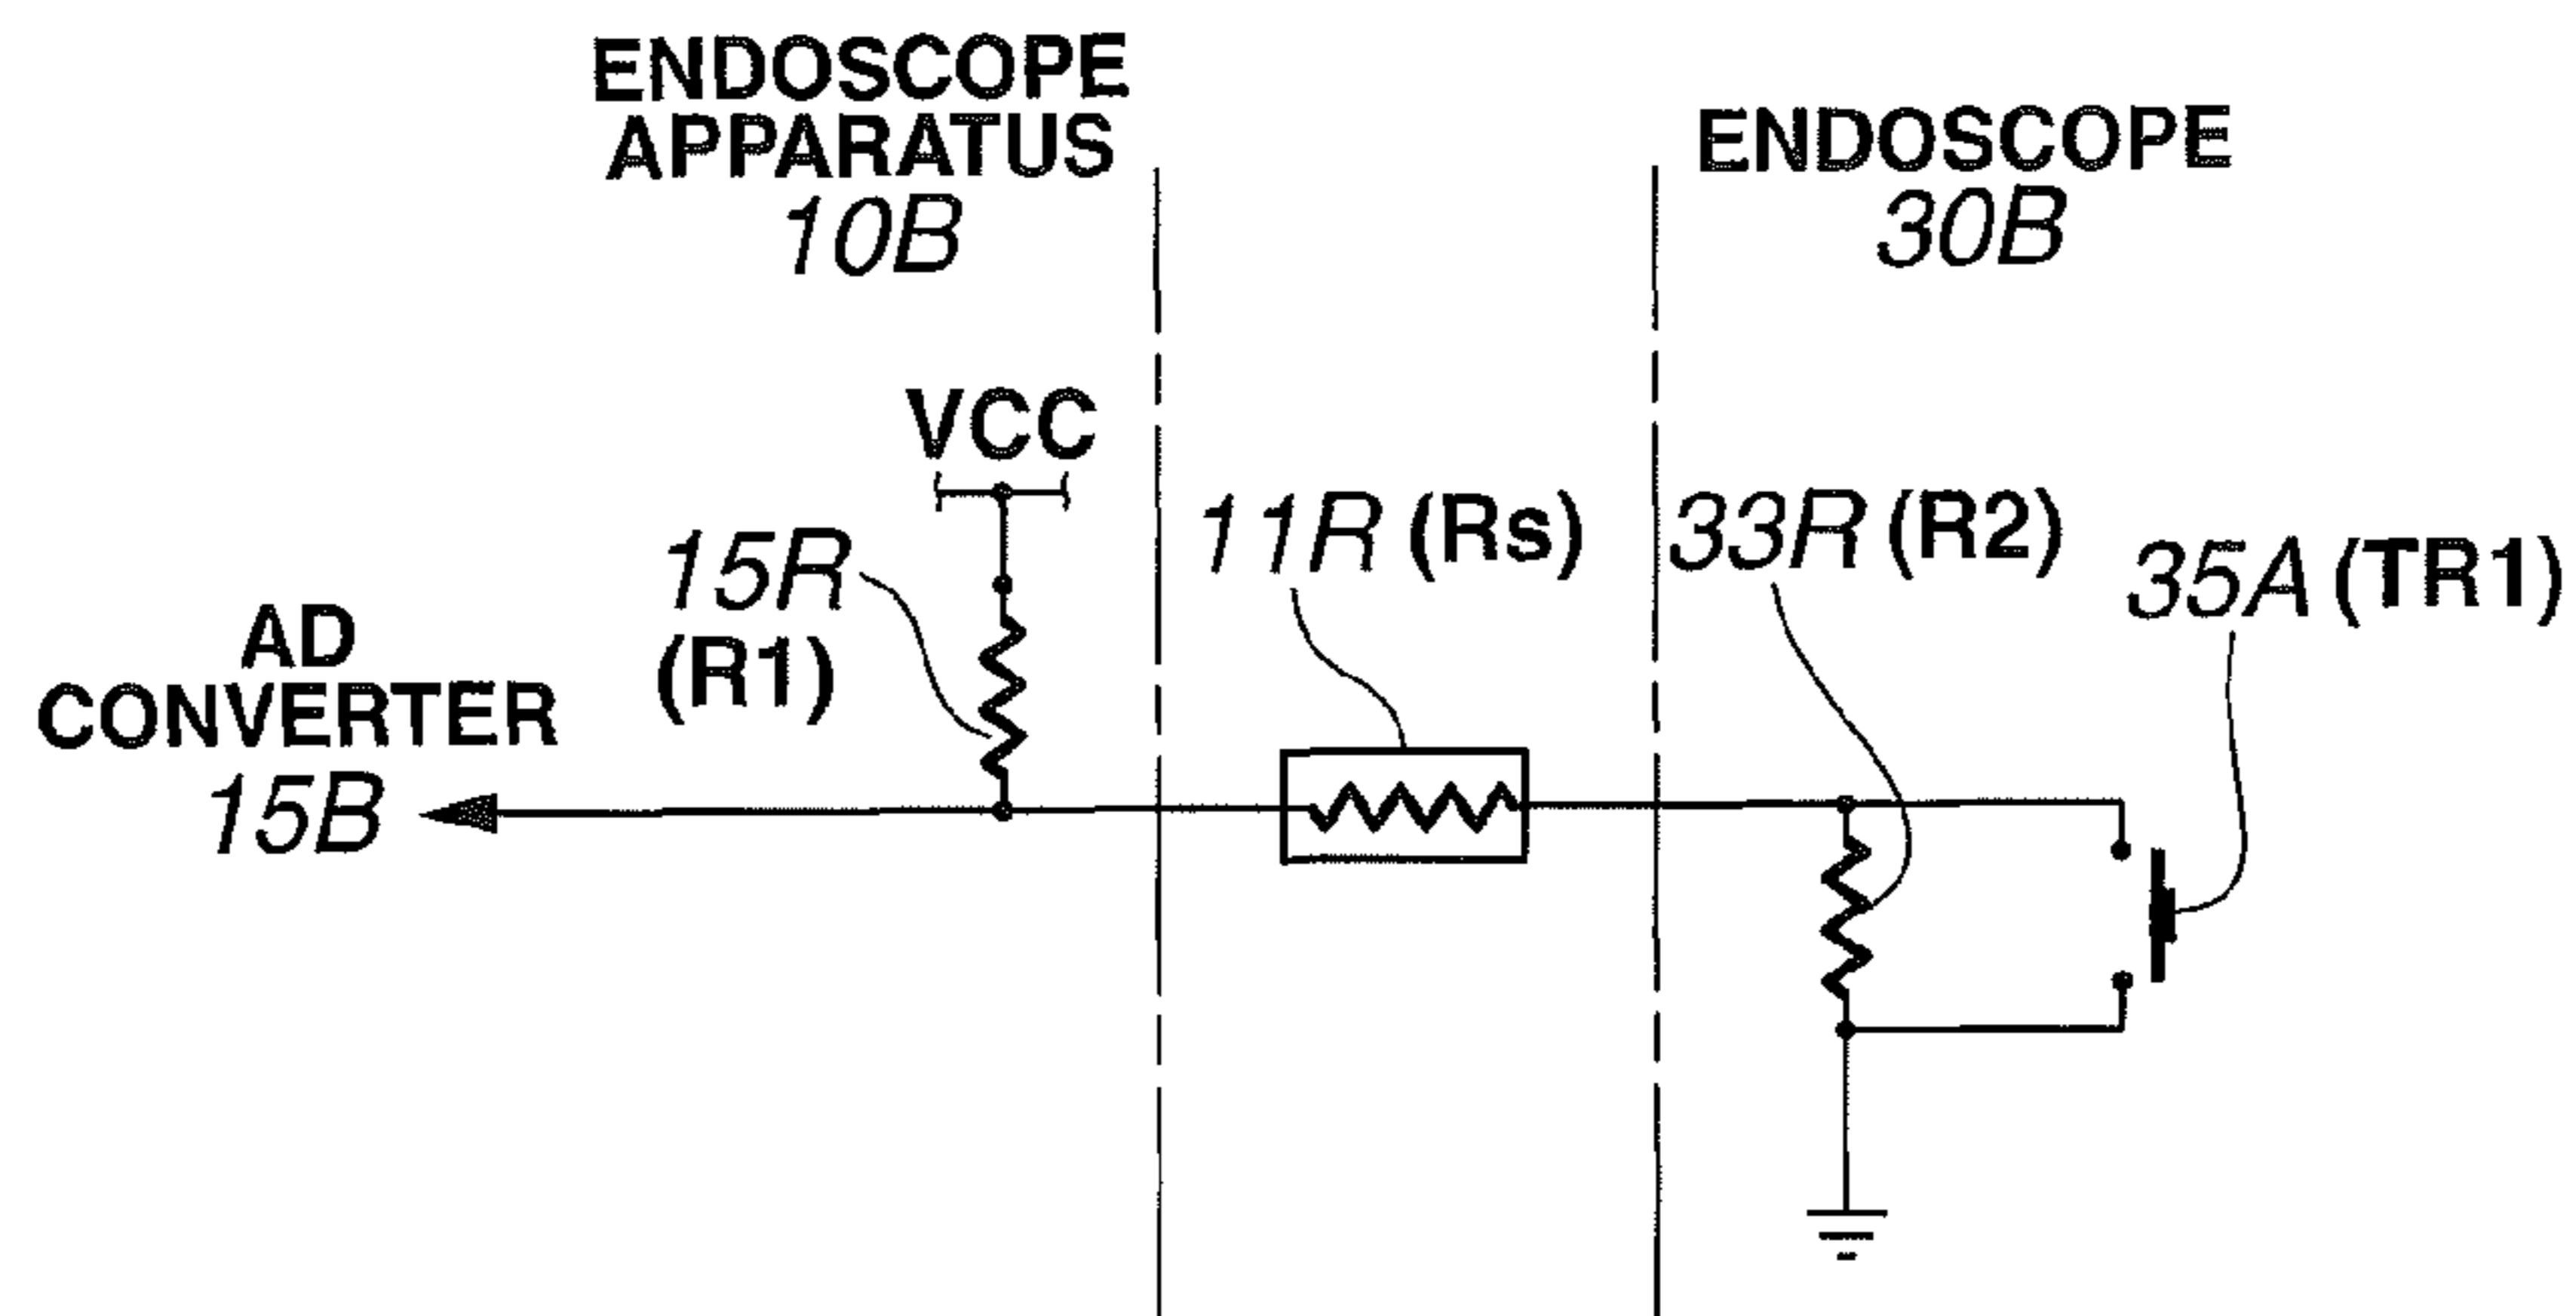 ENDOSCOPE
APPARATUS
10B
ENDOSCOPE
30B
VCC
15R
(R1)
11R (Rs)
33R (R2)
35A (TR1)
AD
CONVERTER
15B